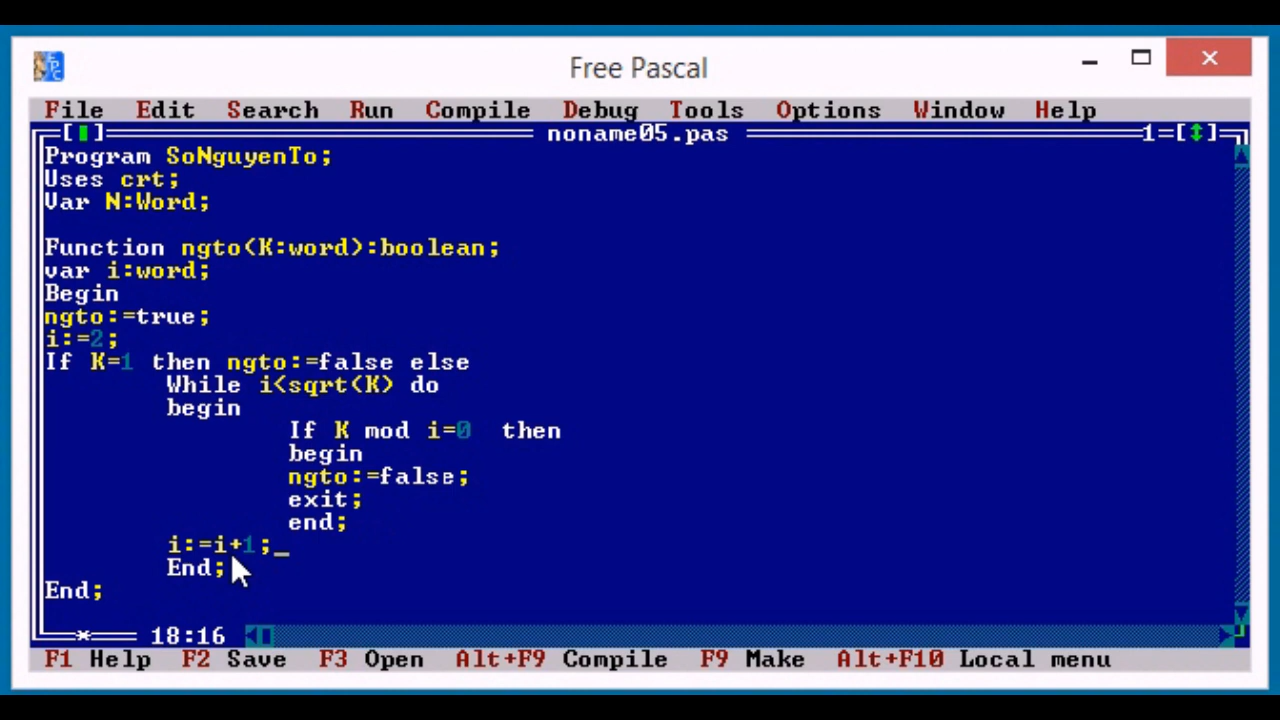 Free Pascal
File Edit Search Run Compile Debug Tools Options Window Help
noname05.pas 1=[↕]
Program SoNguyenTo;
Uses crt;
Var N:Word;
Function ngto(K:word):boolean;
var i:word;
Begin
ngto:=true;
i:=2;
If K=1 then ngto:=false else
While i<sqrt(K) do
begin
If K mod i=0 then
begin
ngto:=false;
exit;
end;
i:=i+1;_
End;
End;
* 18:16
F1 Help F2 Save F3 Open Alt+F9 Compile F9 Make Alt+F10 Local menu